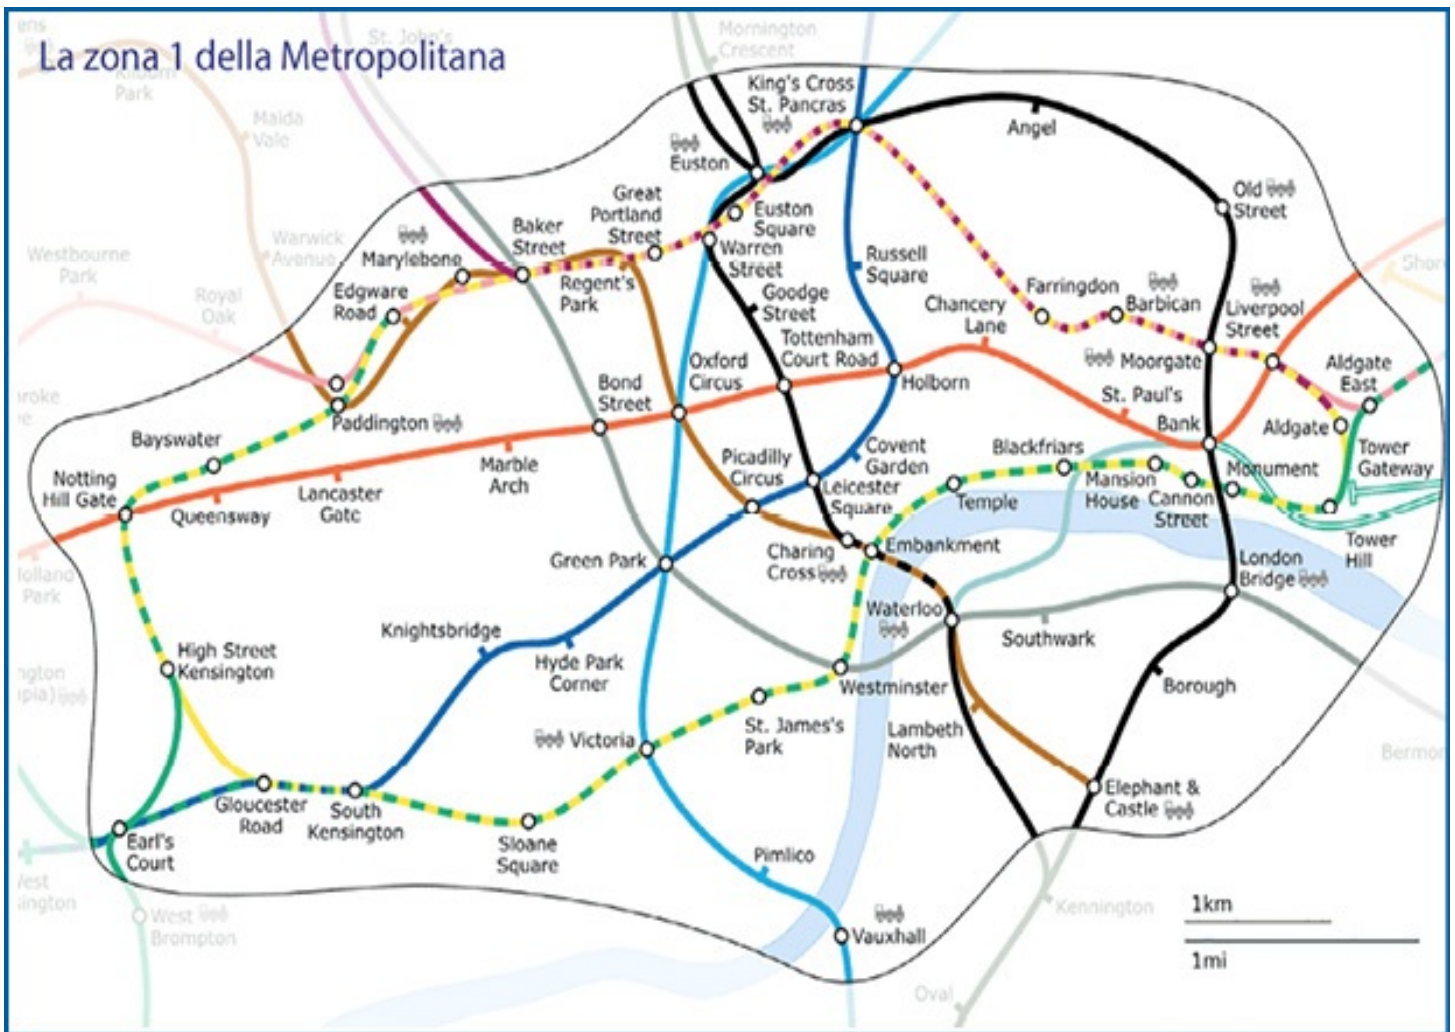 La zona 1 della Metropolitana
St. John's
Mornington
Crescent
Kilburn
Park
King's Cross
St. Pancras
Maida
Vale
Angel
Euston
Old
Street
Great
Portland
Street
Euston
Square
Baker
Street
Warwick
Avenue
Westbourne
Park
Marylebone
Regent's
Park
Warren
Street
Russell
Square
Edgware
Road
Royal
Oak
Goodge
Street
Farringdon
Barbican
Chancery
Lane
Liverpool
Street
Tottenham
Court Road
Moorgate
Aldgate
East
Oxford
Circus
Holborn
Bond
Street
St. Paul's
Paddington
Bank
Aldgate
Bayswater
Covent
Garden
Blackfriars
Tower
Gateway
Marble
Arch
Picadilly
Circus
Notting
Hill Gate
Monument
Lancaster
Gate
Leicester
Square
Mansion
House
Queensway
Temple
Cannon
Street
Tower
Hill
Charing
Cross
Embankment
Green Park
London
Bridge
Park
Waterloo
Knightsbridge
Southwark
High Street
Kensington
Hyde Park
Corner
Westminster
Borough
St. James's
Park
Lambeth
North
Victoria
Elephant &
Castle
Gloucester
Road
South
Kensington
Earl's
Court
Sloane
Square
Pimlico
1km
Kennington
West
Brompton
Vauxhall
1mi
Oval